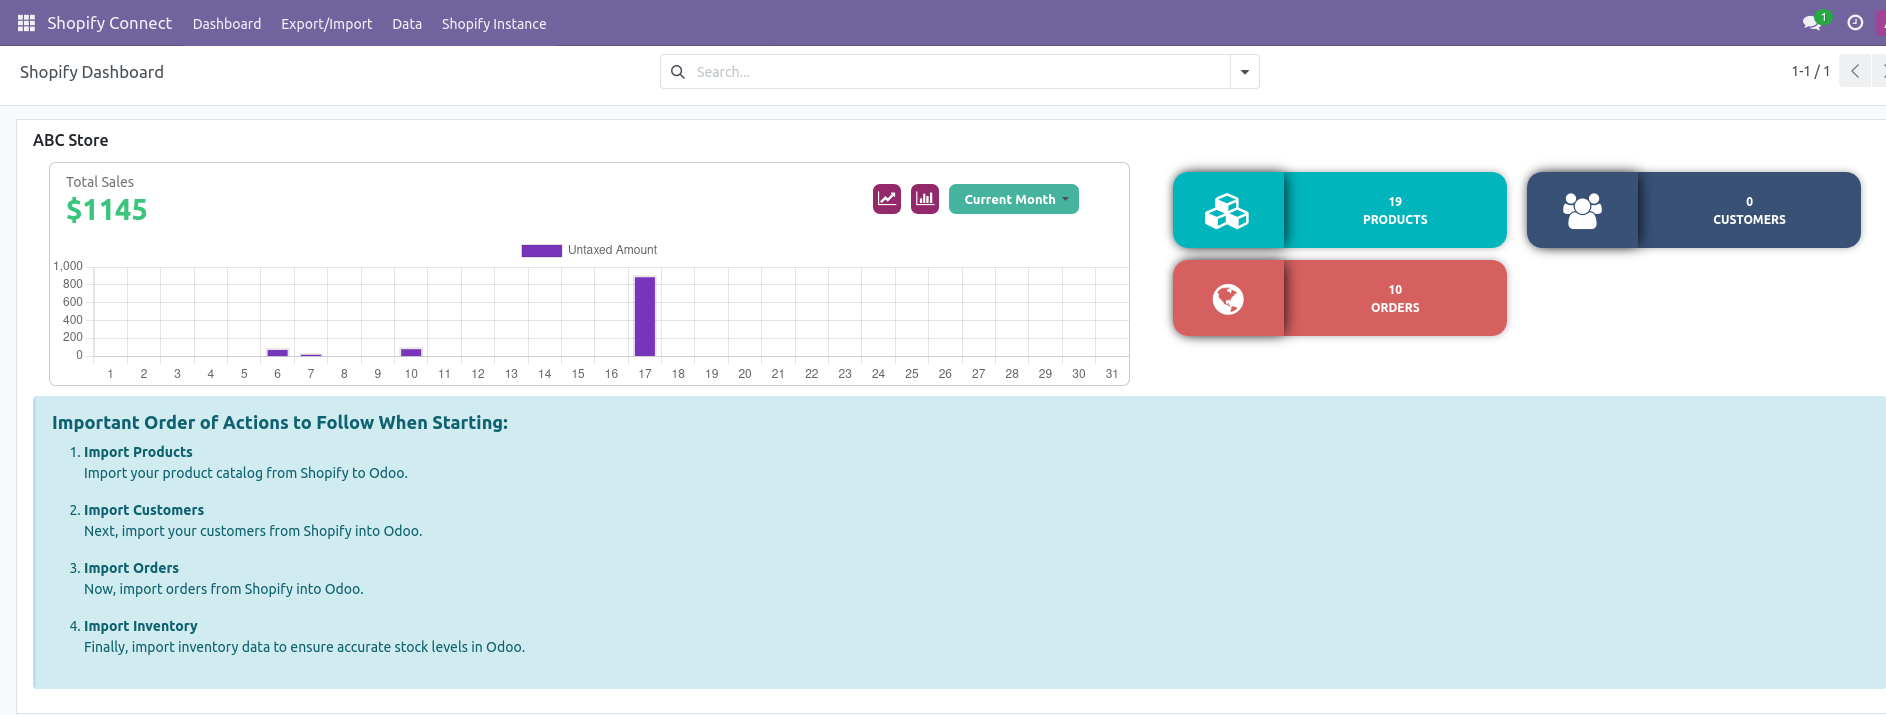 Shopify Connect Dashboard Export/Import Data Shopify Instance 1
Shopify Dashboard Search... 1-1 / 1
ABC Store
Total Sales
$1145
Current Month
Untaxed Amount
1,000
800
600
400
200
0
1 2 3 4 5 6 7 8 9 10 11 12 13 14 15 16 17 18 19 20 21 22 23 24 25 26 27 28 29 30 31
19
PRODUCTS
0
CUSTOMERS
10
ORDERS
Important Order of Actions to Follow When Starting:
1. Import Products
Import your product catalog from Shopify to Odoo.
2. Import Customers
Next, import your customers from Shopify into Odoo.
3. Import Orders
Now, import orders from Shopify into Odoo.
4. Import Inventory
Finally, import inventory data to ensure accurate stock levels in Odoo.